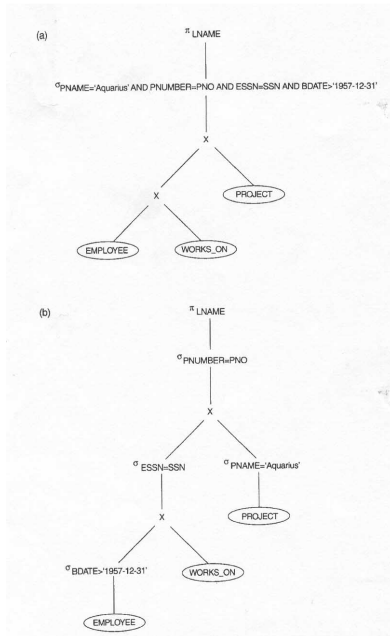 (a)
π LNAME
σPNAME='Aquarius' AND PNUMBER=PNO AND ESSN=SSN AND BDATE>'1957-12-31'
X
X
PROJECT
EMPLOYEE
WORKS_ON
(b)
π LNAME
σ PNUMBER=PNO
X
σ ESSN=SSN
σ PNAME='Aquarius'
X
PROJECT
σ BDATE>'1957-12-31'
WORKS_ON
EMPLOYEE